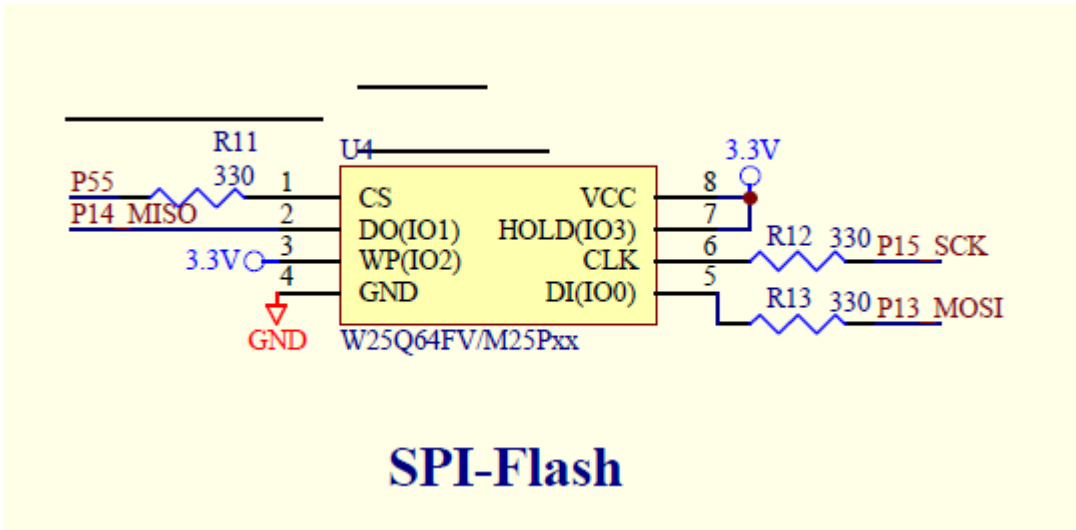 R11
U4
3.3V
P55
330
1
CS
VCC
8
P14_MISO
2
DO(IO1)
HOLD(IO3)
7
3.3V
3
WP(IO2)
CLK
6
R12
330
P15_SCK
4
GND
DI(IO0)
5
R13
330
P13_MOSI
GND
W25Q64FV/M25Pxx
SPI-Flash